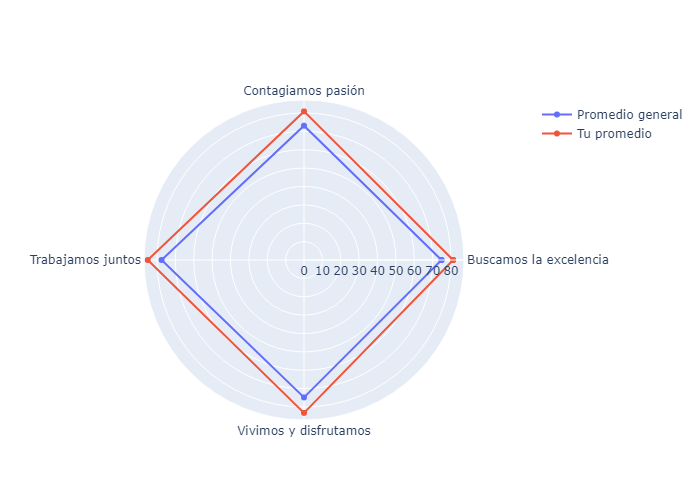 Contagiamos pasión
Promedio general
Tu promedio
Trabajamos juntos
Buscamos la excelencia
0 10 20 30 40 50 60 70 80
Vivimos y disfrutamos